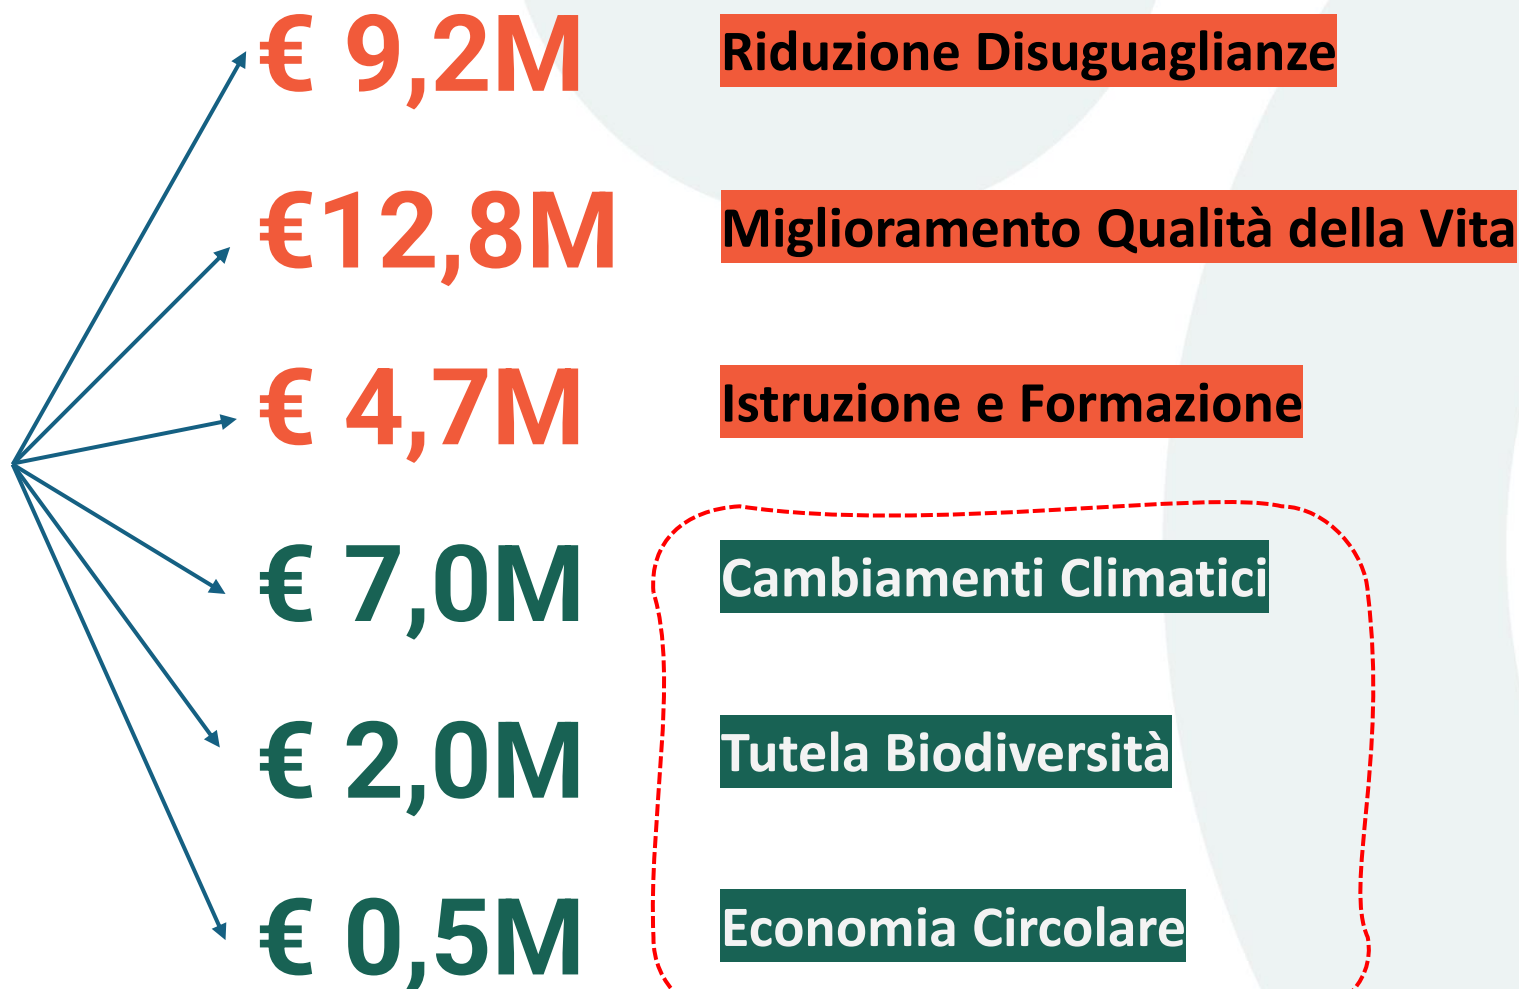 € 9,2M Riduzione Disuguaglianze
€12,8M Miglioramento Qualità della Vita
€ 4,7M Istruzione e Formazione
€ 7,0M Cambiamenti Climatici
€ 2,0M Tutela Biodiversità
€ 0,5M Economia Circolare